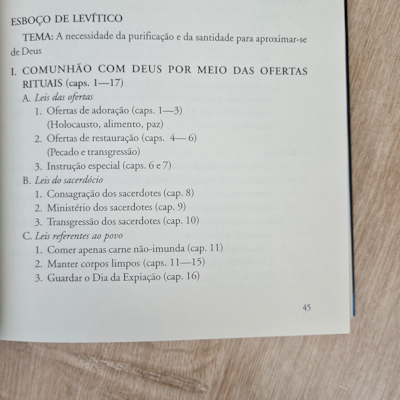 ESBOÇO DE LEVÍTICO
TEMA: A necessidade da purificação e da santidade para aproximar-se
de Deus
I. COMUNHÃO COM DEUS POR MEIO DAS OFERTAS
RITUAIS (caps. 1—17)
A. Leis das ofertas
1. Ofertas de adoração (caps. 1—3)
(Holocausto, alimento, paz)
2. Ofertas de restauração (caps. 4— 6)
(Pecado e transgressão)
3. Instrução especial (caps. 6 e 7)
B. Leis do sacerdócio
1. Consagração dos sacerdotes (cap. 8)
2. Ministério dos sacerdotes (cap. 9)
3. Transgressão dos sacerdotes (cap. 10)
C. Leis referentes ao povo
1. Comer apenas carne não-imunda (cap. 11)
2. Manter corpos limpos (caps. 11—15)
3. Guardar o Dia da Expiação (cap. 16)
45